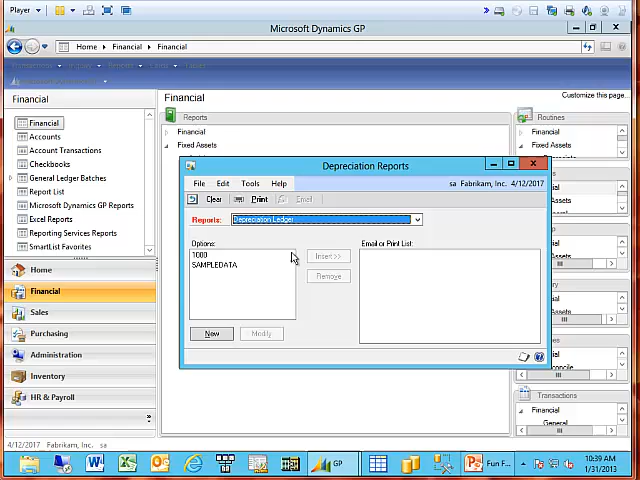 Player
Microsoft Dynamics GP
Home Financial Financial
Financial
Customize this page...
Financial
Accounts
Account Transactions
Checkbooks
General Ledger Batches
Report List
Microsoft Dynamics GP Reports
Excel Reports
Reporting Services Reports
SmartList Favorites
Home
Financial
Sales
Purchasing
Administration
Inventory
HR & Payroll
Financial
Reports
Financial
Fixed Assets
Routines
Financial
Fixed Assets
Depreciation Reports
File Edit Tools Help
sa Fabrikam, Inc. 4/12/2017
Clear Print Email
Reports: Depreciation Ledger
Options:
1000
SAMPLEDATA
Insert >>
Remove
Email or Print List:
New Modify
Transactions
Financial
General
4/12/2017 Fabrikam, Inc. sa
GP
Fun F...
10:39 AM
1/31/2013